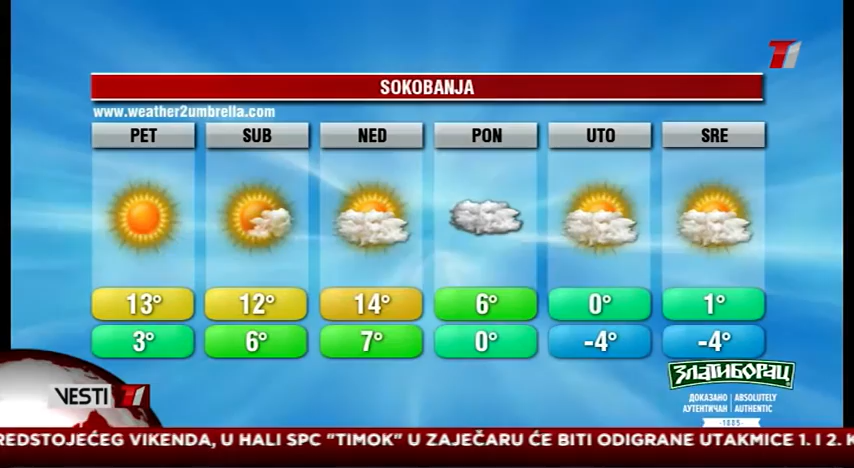 T1
SOKOBANJA
www.weather2umbrella.com
PET SUB NED PON UTO SRE
13° 12° 14° 6° 0° 1°
3° 6° 7° 0° -4° -4°
ЗЛАТИБОРАЦ
ДОКАЗАНО | ABSOLUTELY
АУТЕНТИЧАН | AUTHENTIC
-1885-
VESTI T1
REDSTOJEĆEG VIKENDA, U HALI SPC "TIMOK" U ZAJEČARU ĆE BITI ODIGRANE UTAKMICE 1. I 2. K